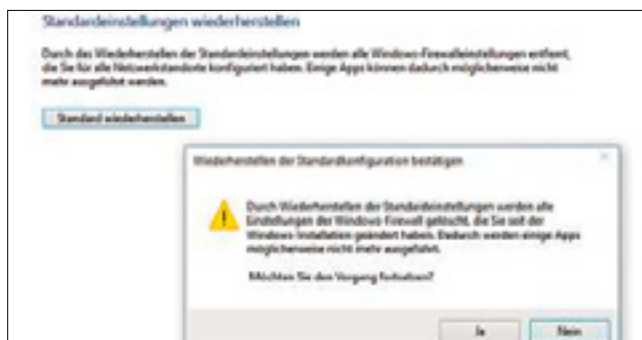 Standardeinstellungen wiederherstellen
Durch das Wiederherstellen der Standardeinstellungen werden alle Windows-Firewalleinstellungen entfernt,
die Sie für alle Netzwerkstandorte konfiguriert haben. Einige Apps können dadurch möglicherweise nicht
mehr ausgeführt werden.
Standard wiederherstellen
Wiederherstellen der Standardkonfiguration bestätigen
Durch Wiederherstellen der Standardeinstellungen werden alle
Einstellungen der Windows-Firewall gelöscht, die Sie seit der
Windows-Installation geändert haben. Dadurch werden einige Apps
möglicherweise nicht mehr ausgeführt.
Möchten Sie den Vorgang fortsetzen?
Ja
Nein